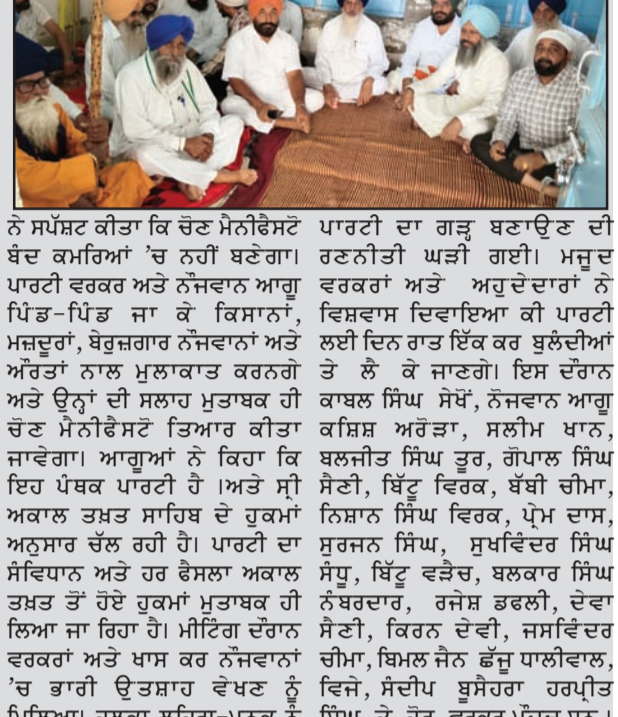 ਨੇ ਸਪੱਸ਼ਟ ਕੀਤਾ ਕਿ ਚੋਣ ਮੈਨੀਫੈਸਟੋ
ਬੰਦ ਕਮਰਿਆਂ ’ਚ ਨਹੀਂ ਬਣੇਗਾ।
ਪਾਰਟੀ ਵਰਕਰ ਅਤੇ ਨੌਜਵਾਨ ਆਗੂ
ਪਿੰਡ-ਪਿੰਡ ਜਾ ਕੇ ਕਿਸਾਨਾਂ,
ਮਜ਼ਦੂਰਾਂ, ਬੇਰੁਜ਼ਗਾਰ ਨੌਜਵਾਨਾਂ ਅਤੇ
ਔਰਤਾਂ ਨਾਲ ਮੁਲਾਕਾਤ ਕਰਨਗੇ
ਅਤੇ ਉਨ੍ਹਾਂ ਦੀ ਸਲਾਹ ਮੁਤਾਬਕ ਹੀ
ਚੋਣ ਮੈਨੀਫੈਸਟੋ ਤਿਆਰ ਕੀਤਾ
ਜਾਵੇਗਾ। ਆਗੂਆਂ ਨੇ ਕਿਹਾ ਕਿ
ਇਹ ਪੰਥਕ ਪਾਰਟੀ ਹੈ ।ਅਤੇ ਸ੍ਰੀ
ਅਕਾਲ ਤਖ਼ਤ ਸਾਹਿਬ ਦੇ ਹੁਕਮਾਂ
ਅਨੁਸਾਰ ਚੱਲ ਰਹੀ ਹੈ। ਪਾਰਟੀ ਦਾ
ਸੰਵਿਧਾਨ ਅਤੇ ਹਰ ਫੈਸਲਾ ਅਕਾਲ
ਤਖ਼ਤ ਤੋਂ ਹੋਏ ਹੁਕਮਾਂ ਮੁਤਾਬਕ ਹੀ
ਲਿਆ ਜਾ ਰਿਹਾ ਹੈ। ਮੀਟਿੰਗ ਦੌਰਾਨ
ਵਰਕਰਾਂ ਅਤੇ ਖਾਸ ਕਰ ਨੌਜਵਾਨਾਂ
’ਚ ਭਾਰੀ ਉਤਸ਼ਾਹ ਵੇਖਣ ਨੂੰ
ਪਾਰਟੀ ਦਾ ਗੜ੍ਹ ਬਣਾਉਣ ਦੀ
ਰਣਨੀਤੀ ਘੜੀ ਗਈ। ਮਜੂਦ
ਵਰਕਰਾਂ ਅਤੇ ਅਹੁਦੇਦਾਰਾਂ ਨੇ
ਵਿਸ਼ਵਾਸ ਦਿਵਾਇਆ ਕੀ ਪਾਰਟੀ
ਲਈ ਦਿਨ ਰਾਤ ਇੱਕ ਕਰ ਬੁਲੰਦੀਆਂ
ਤੇ ਲੈ ਕੇ ਜਾਣਗੇ। ਇਸ ਦੌਰਾਨ
ਕਾਬਲ ਸਿੰਘ ਸੇਖੋਂ, ਨੋਜਵਾਨ ਆਗੂ
ਕਸ਼ਿਸ਼ ਅਰੋੜਾ, ਸਲੀਮ ਖਾਨ,
ਬਲਜੀਤ ਸਿੰਘ ਤੂਰ, ਗੋਪਾਲ ਸਿੰਘ
ਸੈਣੀ, ਬਿੱਟੂ ਵਿਰਕ, ਬੱਬੀ ਚੀਮਾ,
ਨਿਸ਼ਾਨ ਸਿੰਘ ਵਿਰਕ, ਪ੍ਰੇਮ ਦਾਸ,
ਸੁਰਜਨ ਸਿੰਘ, ਸੁਖਵਿੰਦਰ ਸਿੰਘ
ਸੰਧੂ, ਬਿੱਟੂ ਵੜੈਚ, ਬਲਕਾਰ ਸਿੰਘ
ਨੰਬਰਦਾਰ, ਰਜੇਸ਼ ਡਫਲੀ, ਦੇਵਾ
ਸੈਣੀ, ਕਿਰਨ ਦੇਵੀ, ਜਸਵਿੰਦਰ
ਚੀਮਾ, ਬਿਮਲ ਜੈਨ ਛੱਜੂ ਧਾਲੀਵਾਲ,
ਵਿਜੇ, ਸੰਦੀਪ ਬੂਸੈਹਰਾ ਹਰਪ੍ਰੀਤ